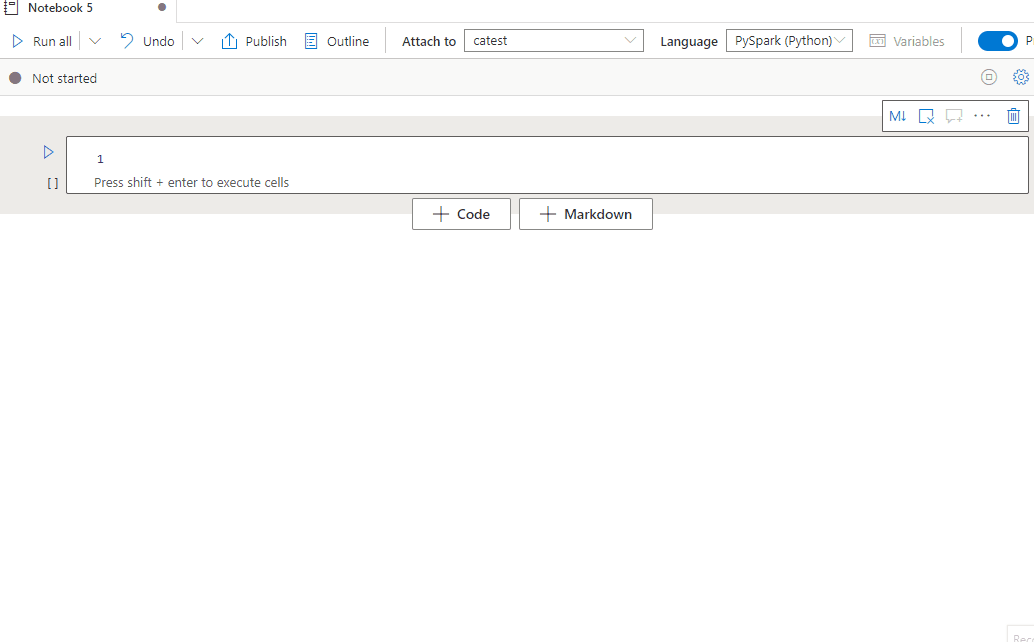 Notebook 5
Run all Undo Publish Outline Attach to catest Language PySpark (Python) Variables
Not started
M↓
1
[ ] Press shift + enter to execute cells
Code Markdown